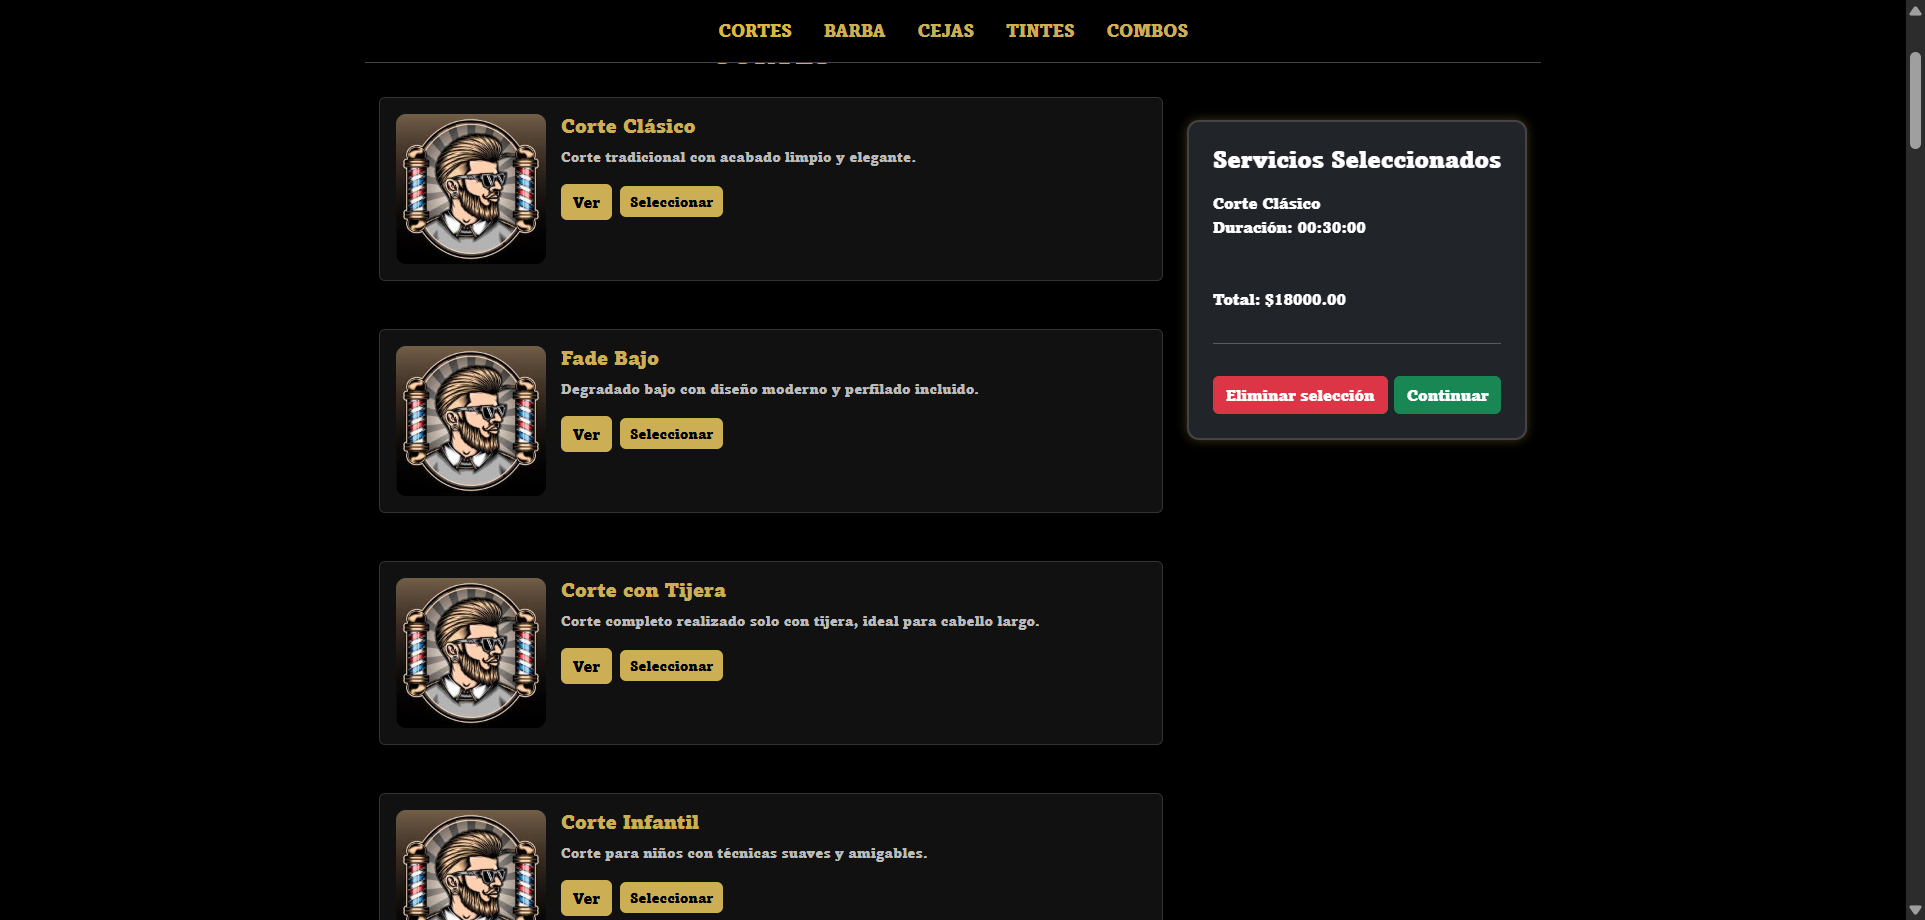 CORTES BARBA CEJAS TINTES COMBOS
Corte Clásico
Corte tradicional con acabado limpio y elegante.
Ver Seleccionar
Fade Bajo
Degradado bajo con diseño moderno y perfilado incluido.
Ver Seleccionar
Corte con Tijera
Corte completo realizado solo con tijera, ideal para cabello largo.
Ver Seleccionar
Corte Infantil
Corte para niños con técnicas suaves y amigables.
Ver Seleccionar
Servicios Seleccionados
Corte Clásico
Duración: 00:30:00
Total: $18000.00
Eliminar selección Continuar